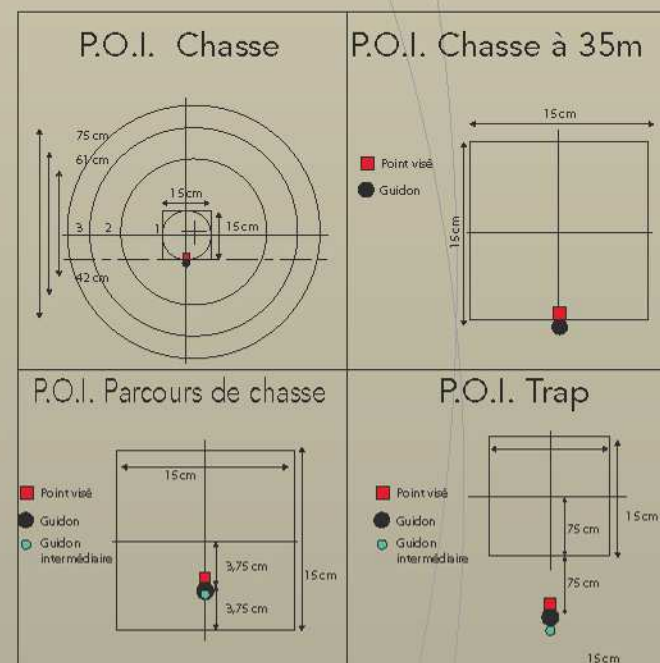 P.O.I. Chasse
75 cm
61 cm
15cm
3 2 1 15cm
42 cm
P.O.I. Chasse à 35m
15cm
Point visé
Guidon
15cm
P.O.I. Parcours de chasse
15cm
Point visé
Guidon
Guidon
intermédiaire
3,75 cm
15cm
3,75 cm
P.O.I. Trap
Point visé
Guidon
Guidon
intermédiaire
75 cm
15cm
75 cm
15cm